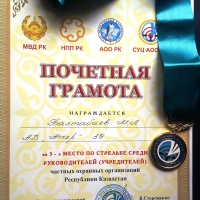 МВД РК НПП РК АОО РК СУЦ АОО
ПОЧЕТНАЯ
ГРАМОТА
НАГРАЖДАЕТСЯ
за 3 - е МЕСТО ПО СТРЕЛЬБЕ СРЕДИ
РУКОВОДИТЕЛЕЙ (УЧРЕДИТЕЛЕЙ)
частных охранных организаций
Республики Казахстан